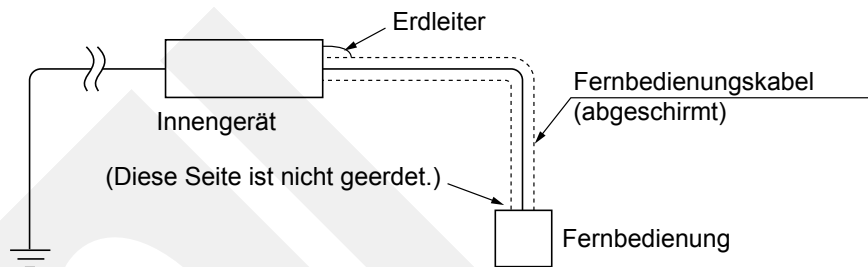 Erdleiter
Fernbedienungskabel
(abgeschirmt)
Innengerät
(Diese Seite ist nicht geerdet.)
Fernbedienung